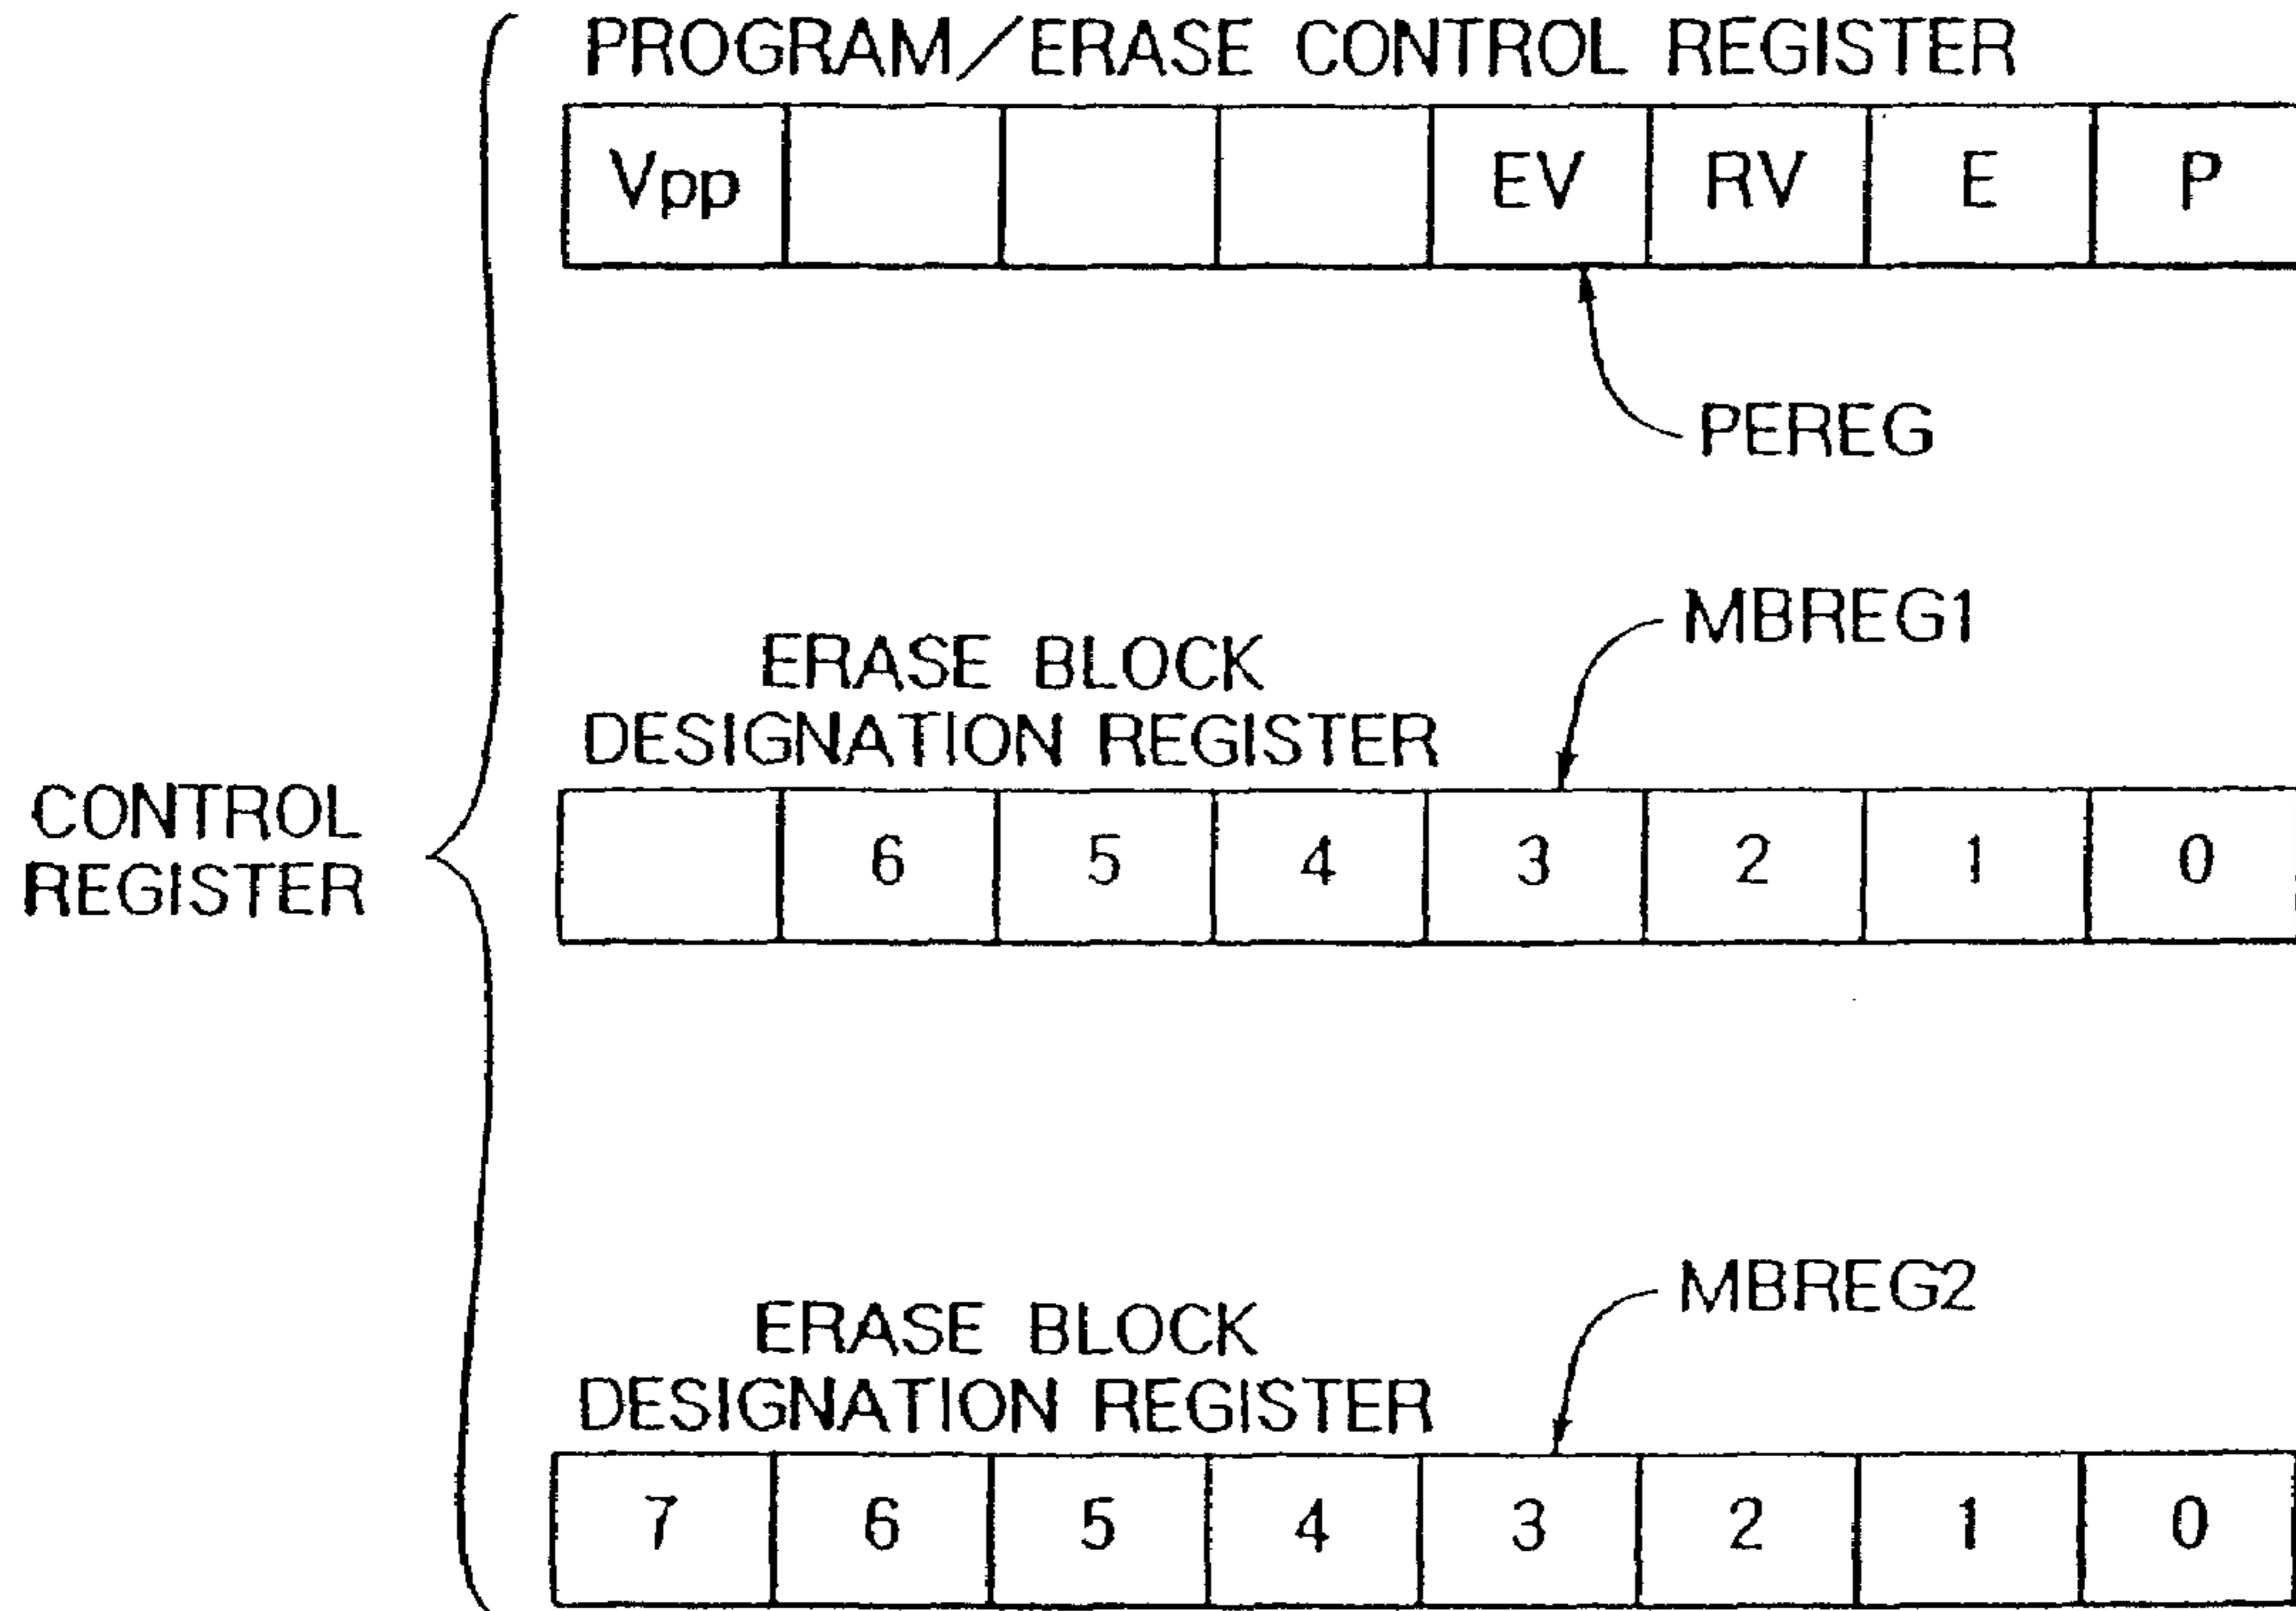 PROGRAM/ERASE CONTROL REGISTER
Vpp EV RV E P
PEREG
MBREG1
ERASE BLOCK
DESIGNATION REGISTER
6 5 4 3 2 1 0
CONTROL
REGISTER
MBREG2
ERASE BLOCK
DESIGNATION REGISTER
7 6 5 4 3 2 1 0